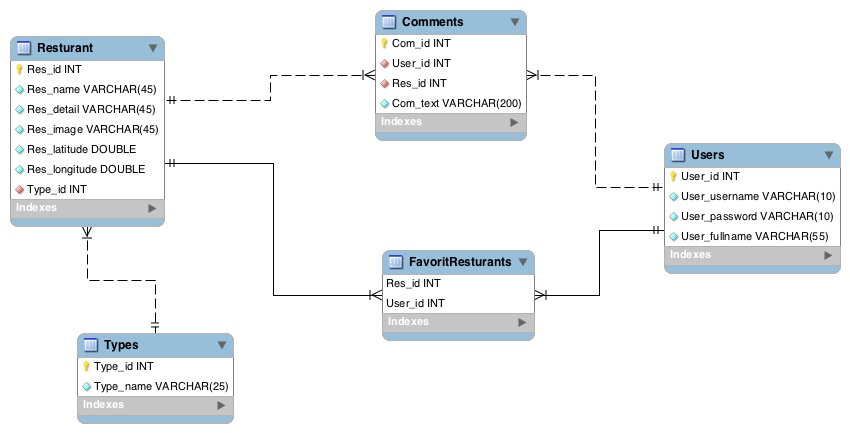 Resturant
Res_id INT
Res_name VARCHAR(45)
Res_detail VARCHAR(45)
Res_image VARCHAR(45)
Res_latitude DOUBLE
Res_longitude DOUBLE
Type_id INT
Indexes
Comments
Com_id INT
User_id INT
Res_id INT
Com_text VARCHAR(200)
Indexes
Users
User_id INT
User_username VARCHAR(10)
User_password VARCHAR(10)
User_fullname VARCHAR(55)
Indexes
FavoritResturants
Res_id INT
User_id INT
Indexes
Types
Type_id INT
Type_name VARCHAR(25)
Indexes